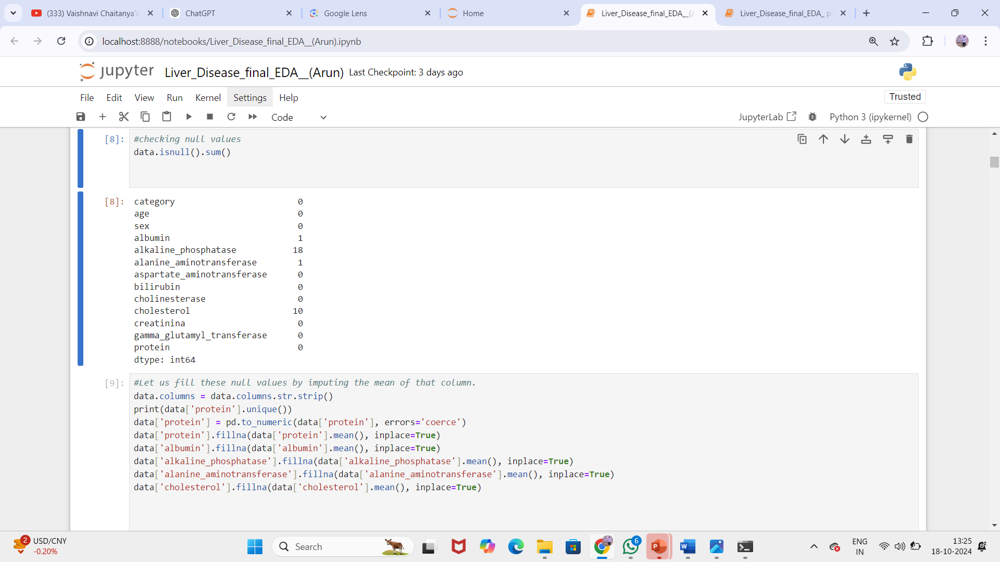 (333) Vaishnavi Chaitanya's
ChatGPT
Google Lens
Home
Liver_Disease_final_EDA__(A
Liver_Disease_final_EDA_ p
localhost:8888/notebooks/Liver_Disease_final_EDA__(Arun).ipynb
jupyter
Liver_Disease_final_EDA__(Arun)
Last Checkpoint: 3 days ago
File Edit View Run Kernel Settings Help
Trusted
Code
JupyterLab
Python 3 (ipykernel)
[8]:
#checking null values
data.isnull().sum()
[8]:
category 0
age 0
sex 0
albumin 1
alkaline_phosphatase 18
alanine_aminotransferase 1
aspartate_aminotransferase 0
bilirubin 0
cholinesterase 0
cholesterol 10
creatinina 0
gamma_glutamyl_transferase 0
protein 0
dtype: int64
[9]:
#Let us fill these null values by imputing the mean of that column.
data.columns = data.columns.str.strip()
print(data['protein'].unique())
data['protein'] = pd.to_numeric(data['protein'], errors='coerce')
data['protein'].fillna(data['protein'].mean(), inplace=True)
data['albumin'].fillna(data['albumin'].mean(), inplace=True)
data['alkaline_phosphatase'].fillna(data['alkaline_phosphatase'].mean(), inplace=True)
data['alanine_aminotransferase'].fillna(data['alanine_aminotransferase'].mean(), inplace=True)
data['cholesterol'].fillna(data['cholesterol'].mean(), inplace=True)
2
USD/CNY
-0.20%
Search
6
ENG
IN
13:25
18-10-2024